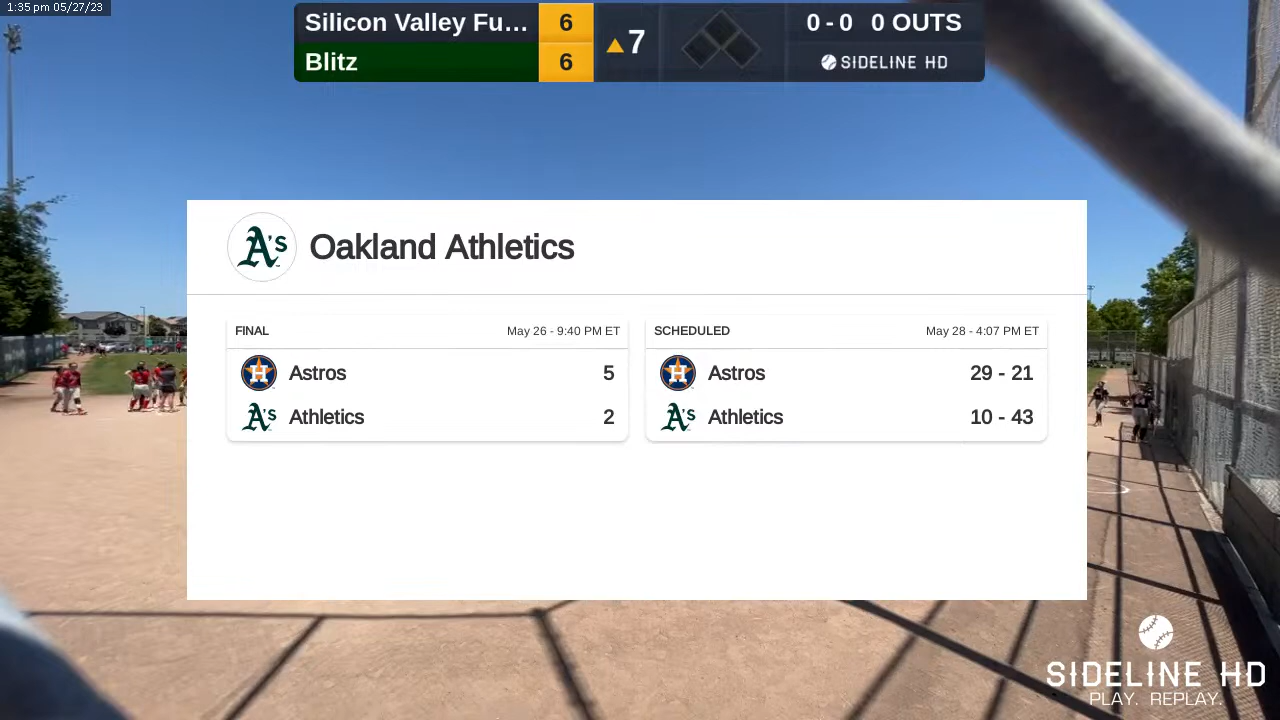 1:35 pm 05/27/23
Silicon Valley Fu... 6
Blitz 6
▲7
0 - 0 0 OUTS
SIDELINE HD
A's Oakland Athletics
FINAL May 26 - 9:40 PM ET
H Astros 5
A's Athletics 2
SCHEDULED May 28 - 4:07 PM ET
H Astros 29 - 21
A's Athletics 10 - 43
SIDELINE HD
PLAY. REPLAY.